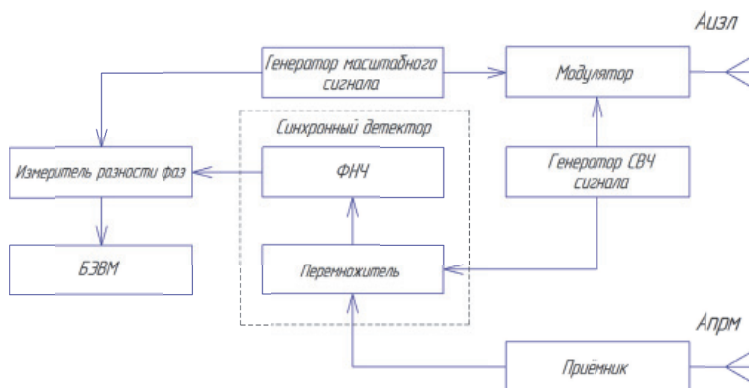 Аизл
Генератор масштабного
сигнала
Модулятор
Синхронный детектор
Измеритель разности фаз
ФНЧ
Генератор СВЧ
сигнала
БЭВМ
Перемножитель
Апрм
Приёмник